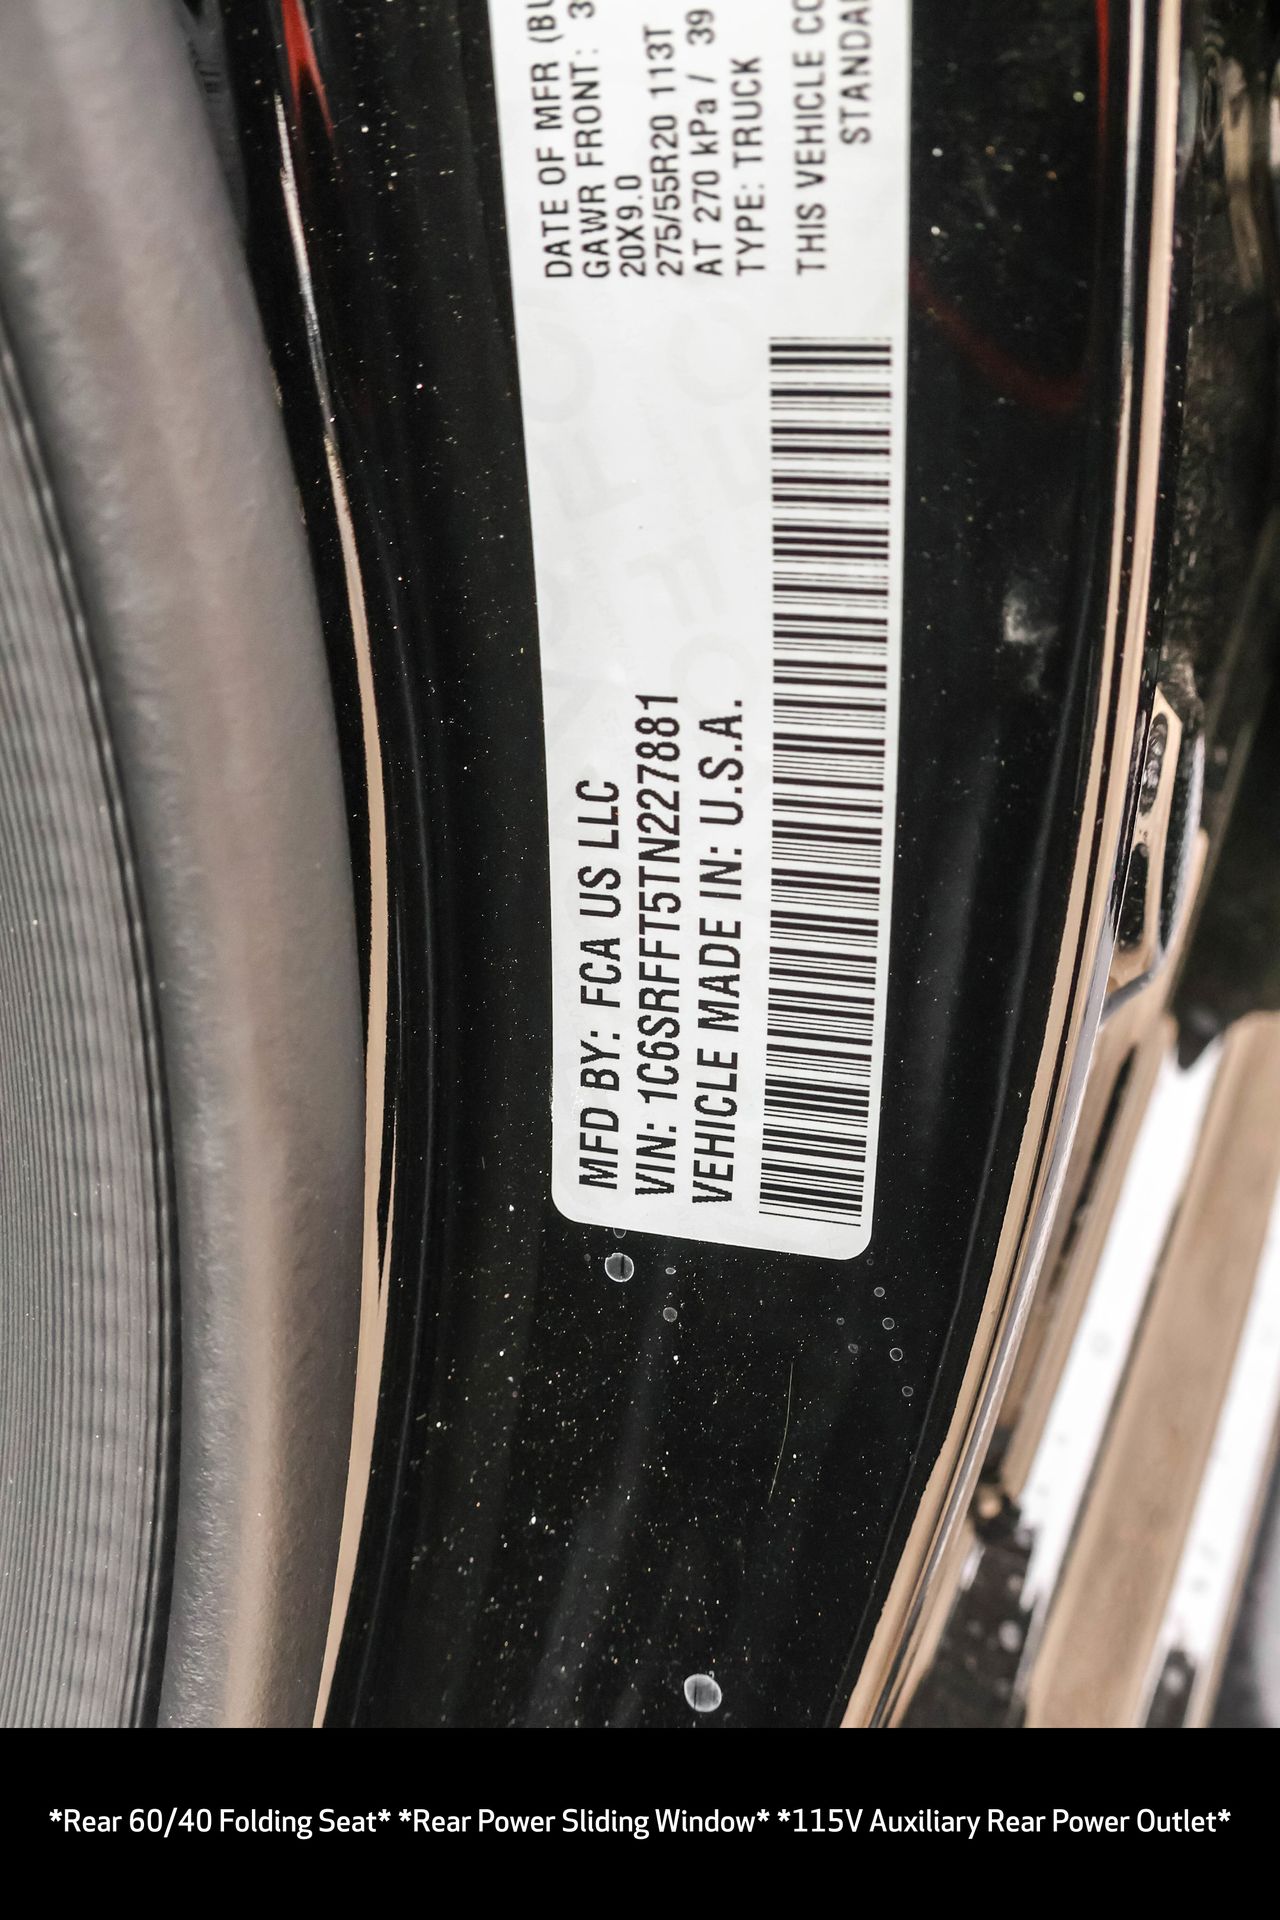 MFD BY: FCA US LLC
VIN: 1C6SRFFT5TN227881
VEHICLE MADE IN: U.S.A.
DATE OF MFR
GAWR FRONT: 3
20X9.0
275/55R20 113T
AT 270 kPa / 39
TYPE: TRUCK
THIS VEHICLE
*Rear 60/40 Folding Seat* *Rear Power Sliding Window* *115V Auxiliary Rear Power Outlet*